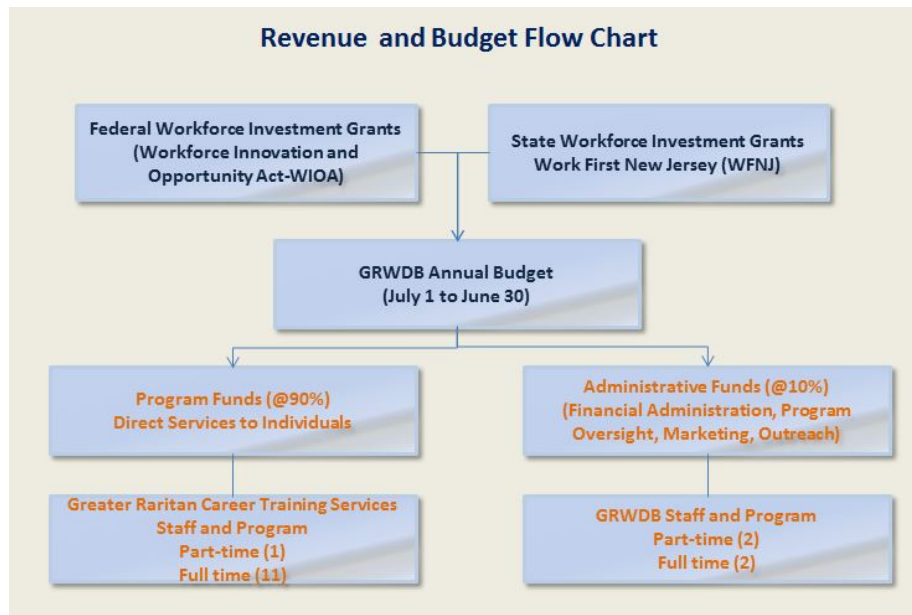 Revenue and Budget Flow Chart
Federal Workforce Investment Grants
(Workforce Innovation and
Opportunity Act-WIOA)
State Workforce Investment Grants
Work First New Jersey (WFNJ)
GRWDB Annual Budget
(July 1 to June 30)
Program Funds (@90%)
Direct Services to Individuals
Administrative Funds (@10%)
(Financial Administration, Program
Oversight, Marketing, Outreach)
Greater Raritan Career Training Services
Staff and Program
Part-time (1)
Full time (11)
GRWDB Staff and Program
Part-time (2)
Full time (2)